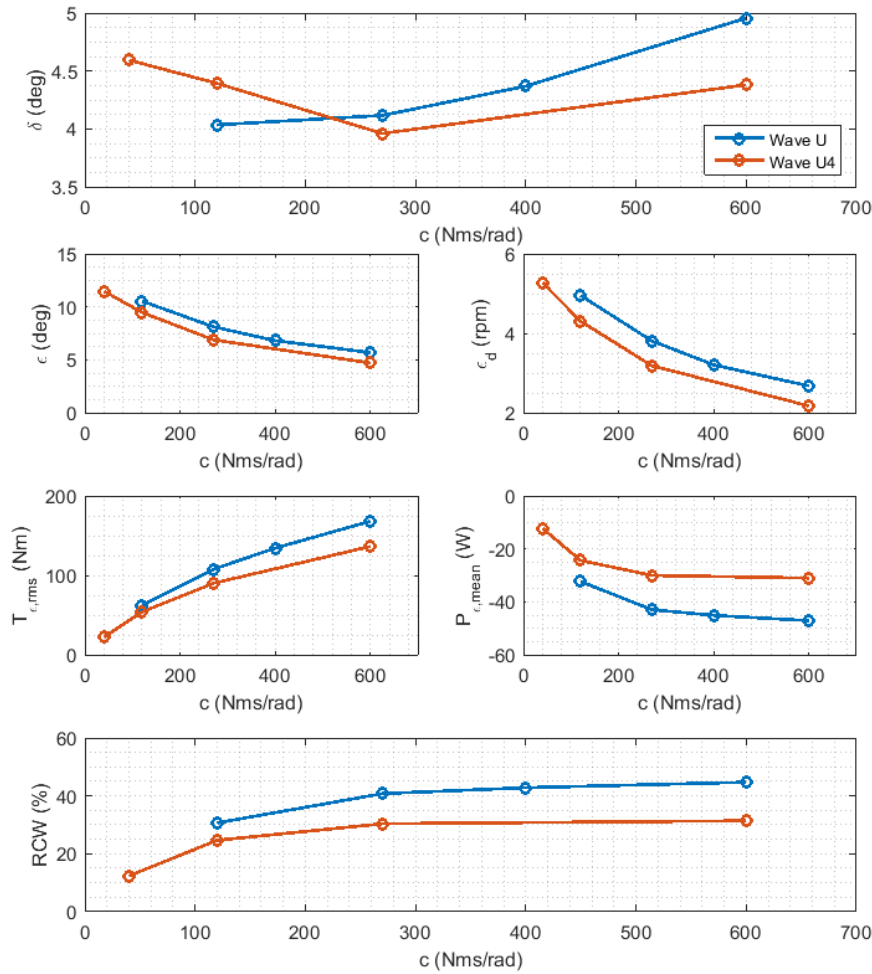 5
4.5
4
3.5
δ (deg)
Wave U
Wave U4
0 100 200 300 400 500 600 700
c (Nms/rad)
15
10
5
0
ϵ (deg)
0 200 400 600
c (Nms/rad)
6
4
2
ϵd (rpm)
0 200 400 600
c (Nms/rad)
200
100
0
Tϵ,rms (Nm)
0 200 400 600
c (Nms/rad)
0
-20
-40
-60
Pϵ,mean (W)
0 200 400 600
c (Nms/rad)
60
40
20
0
RCW (%)
0 100 200 300 400 500 600 700
c (Nms/rad)